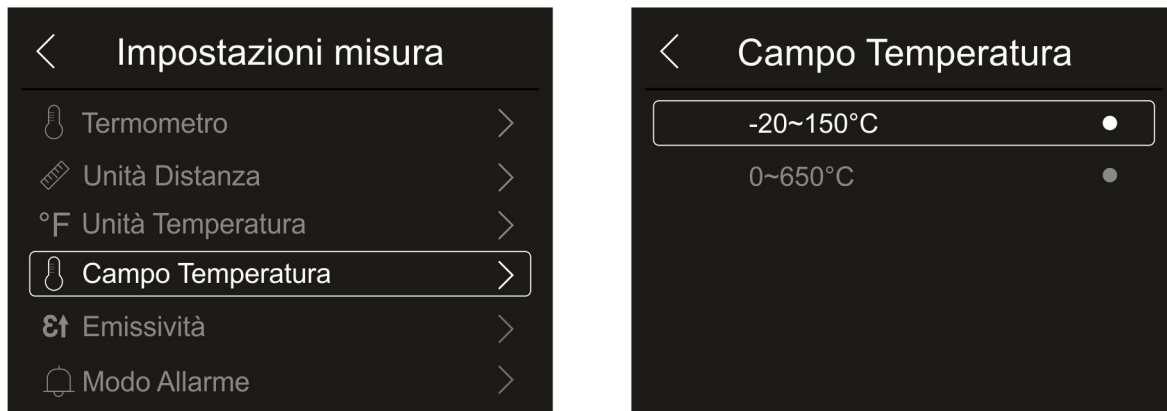 Impostazioni misura
Termometro
Unità Distanza
°F Unità Temperatura
Campo Temperatura
ɛ↑ Emissività
Modo Allarme
Campo Temperatura
-20~150°C
0~650°C